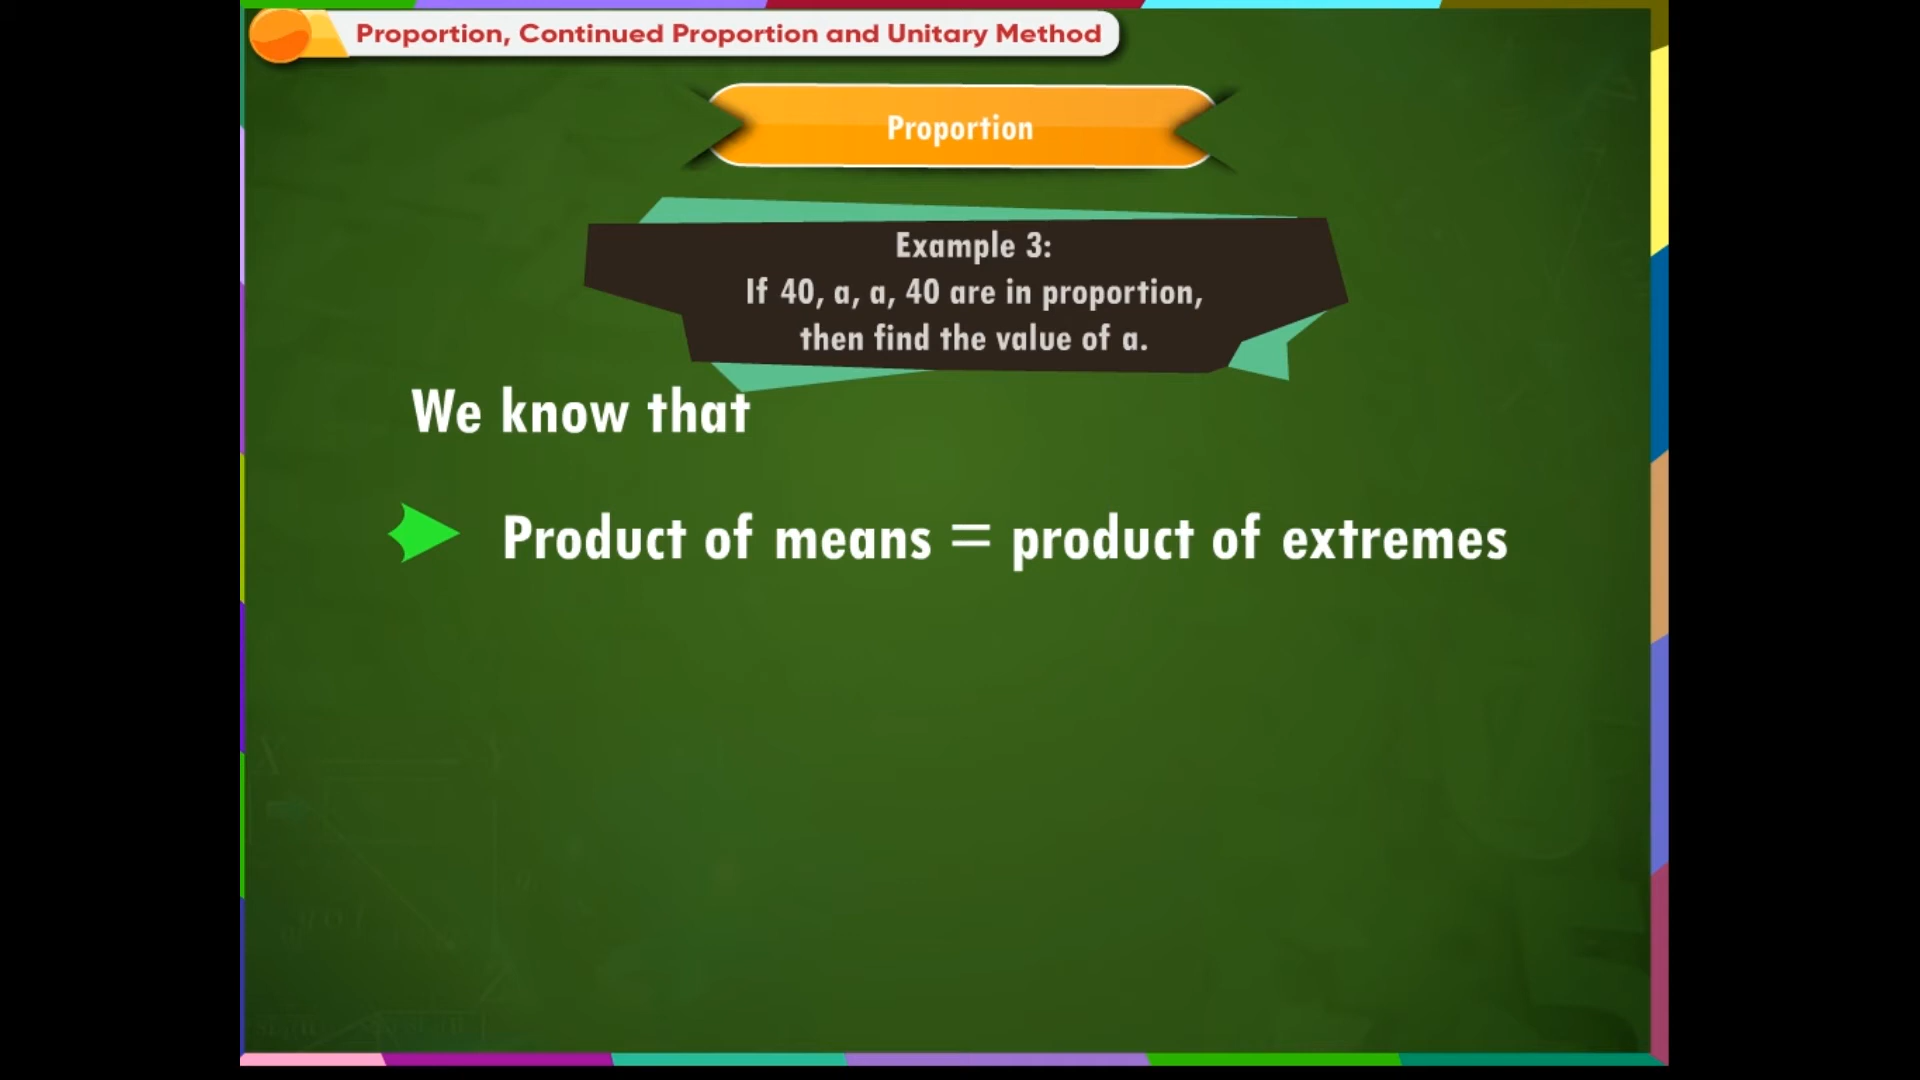 Proportion, Continued Proportion and Unitary Method
Proportion
Example 3:
If 40, a, a, 40 are in proportion,
then find the value of a.
We know that
Product of means = product of extremes